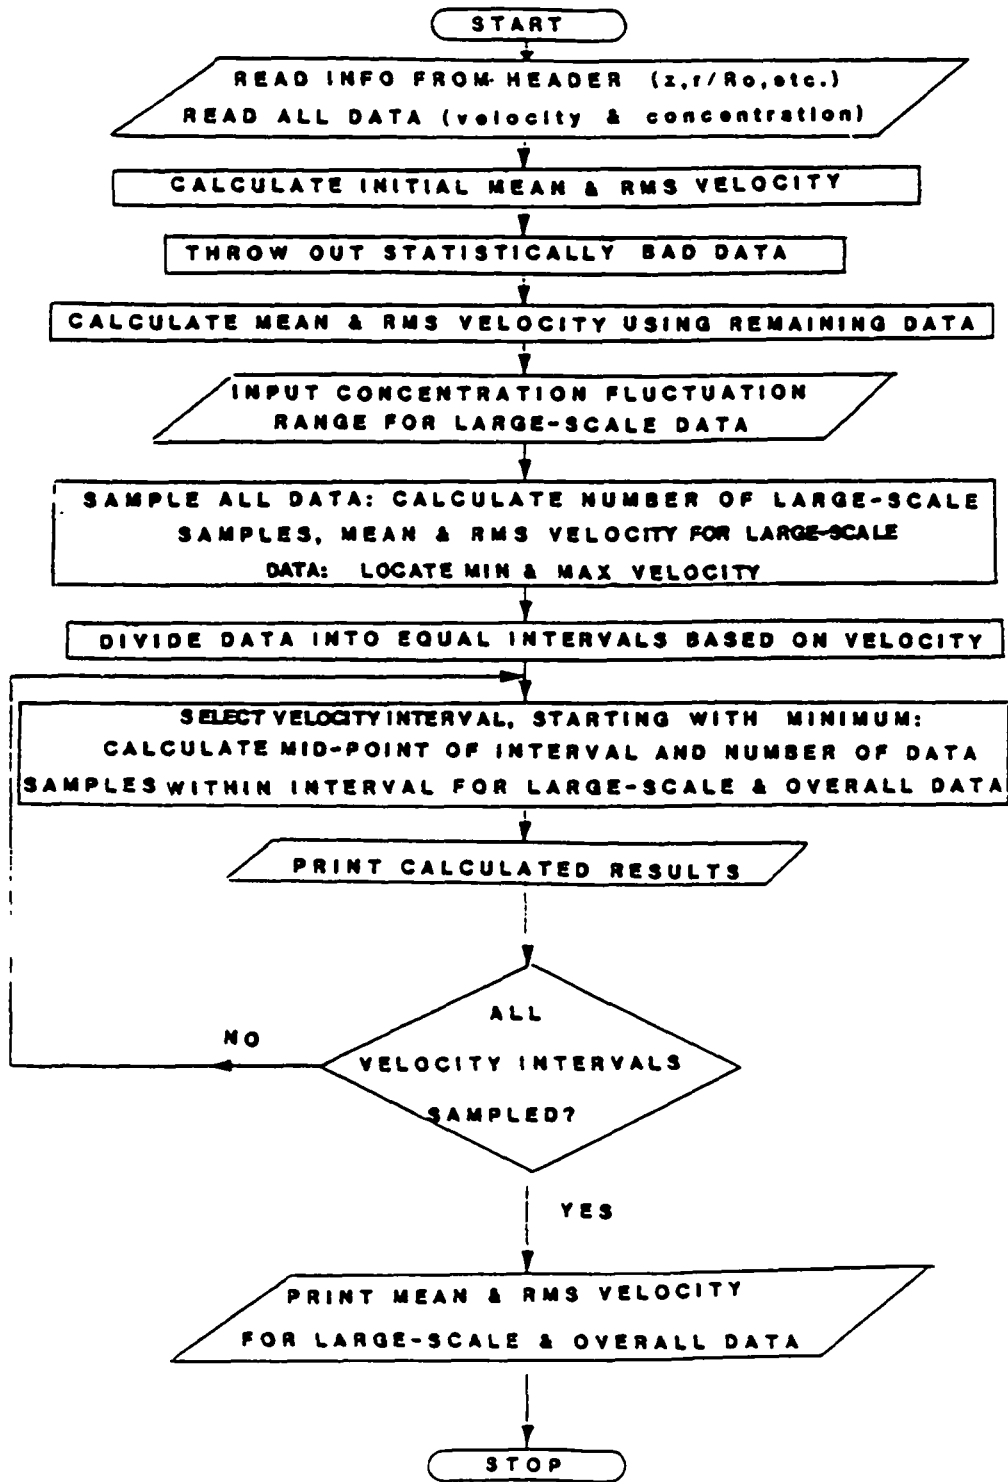 START
READ INFO FROM HEADER (z,r/Ro,etc.)
READ ALL DATA (velocity & concentration)
CALCULATE INITIAL MEAN & RMS VELOCITY
THROW OUT STATISTICALLY BAD DATA
CALCULATE MEAN & RMS VELOCITY USING REMAINING DATA
INPUT CONCENTRATION FLUCTUATION
RANGE FOR LARGE-SCALE DATA
SAMPLE ALL DATA: CALCULATE NUMBER OF LARGE-SCALE
SAMPLES, MEAN & RMS VELOCITY FOR LARGE-SCALE
DATA: LOCATE MIN & MAX VELOCITY
DIVIDE DATA INTO EQUAL INTERVALS BASED ON VELOCITY
SELECT VELOCITY INTERVAL, STARTING WITH MINIMUM:
CALCULATE MID-POINT OF INTERVAL AND NUMBER OF DATA
SAMPLES WITHIN INTERVAL FOR LARGE-SCALE & OVERALL DATA
PRINT CALCULATED RESULTS
ALL
VELOCITY INTERVALS
SAMPLED?
NO
YES
PRINT MEAN & RMS VELOCITY
FOR LARGE-SCALE & OVERALL DATA
STOP